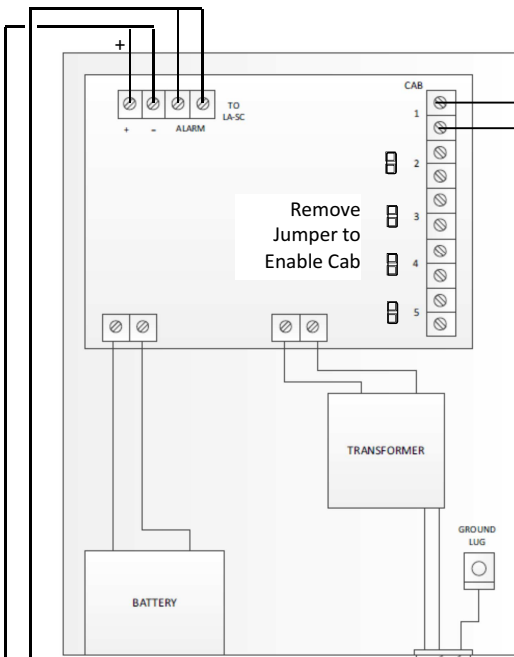 +
CAB
TO
LA-SC
+ - ALARM
1
2
3
4
5
Remove
Jumper to
Enable Cab
TRANSFORMER
GROUND
LUG
BATTERY